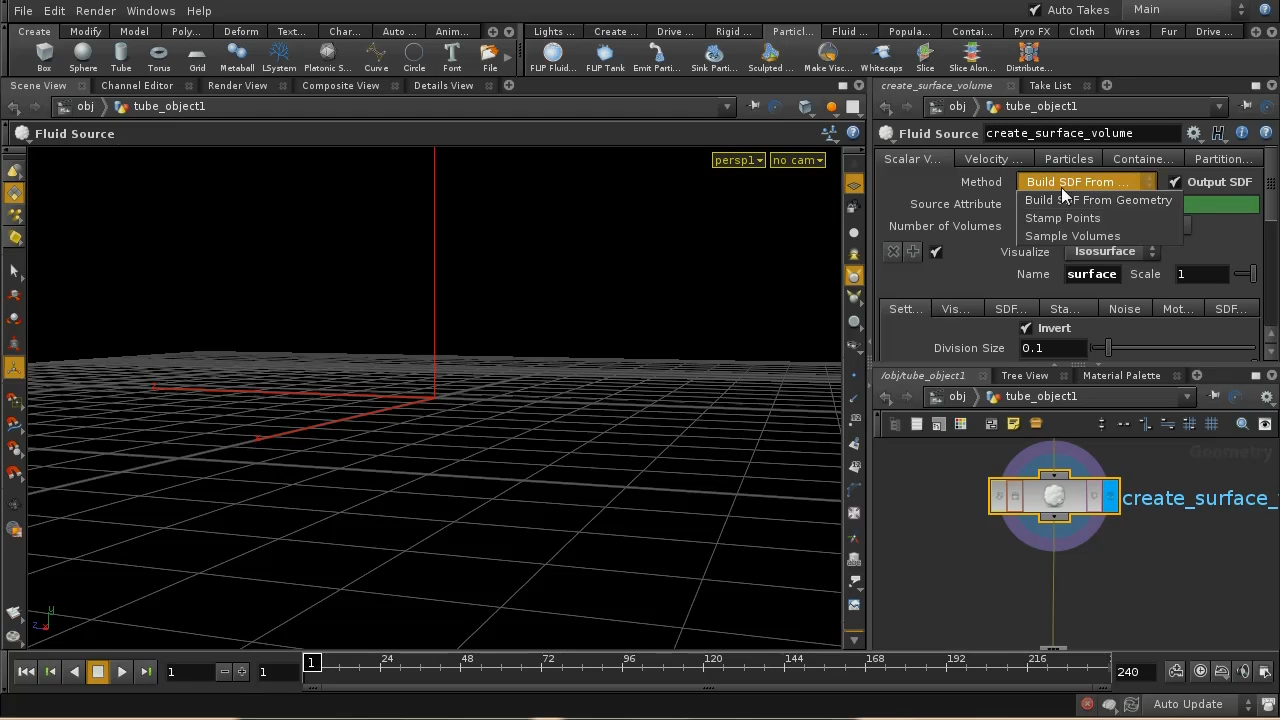 File Edit Render Windows Help
Auto Takes Main
Create Modify Model Poly... Deform Text... Char... Auto ... Anim...
Lights ... Create ... Drive ... Rigid ... Particl... Fluid ... Popula... Contai... Pyro FX Cloth Wires Fur Drive ...
Box Sphere Tube Torus Grid Metaball LSystem Platonic S... Curve Circle Font File
FLIP Fluid... FLIP Tank Emit Parti... Sink Parti... Sculpted ... Make Visc... Whitecaps Slice Slice Alon... Distribute...
Scene View Channel Editor Render View Composite View Details View
create_surface_volume Take List
obj tube_object1
obj tube_object1
Fluid Source
Fluid Source create_surface_volume
persp1 no cam
Scalar V... Velocity ... Particles Containe... Partition...
Method Build SDF From ... Output SDF
Build SDF From Geometry
Source Attribute
Stamp Points
Number of Volumes
Sample Volumes
Visualize Isosurface
Name surface Scale 1
Sett... Vis... SDF... Sta... Noise Mot... SDF...
Invert
Division Size 0.1
/obj/tube_object1 Tree View Material Palette
obj tube_object1
Geometry
create_surface_
y
z x
1 1
1 24 48 72 96 120 144 168 192 216
240
Auto Update